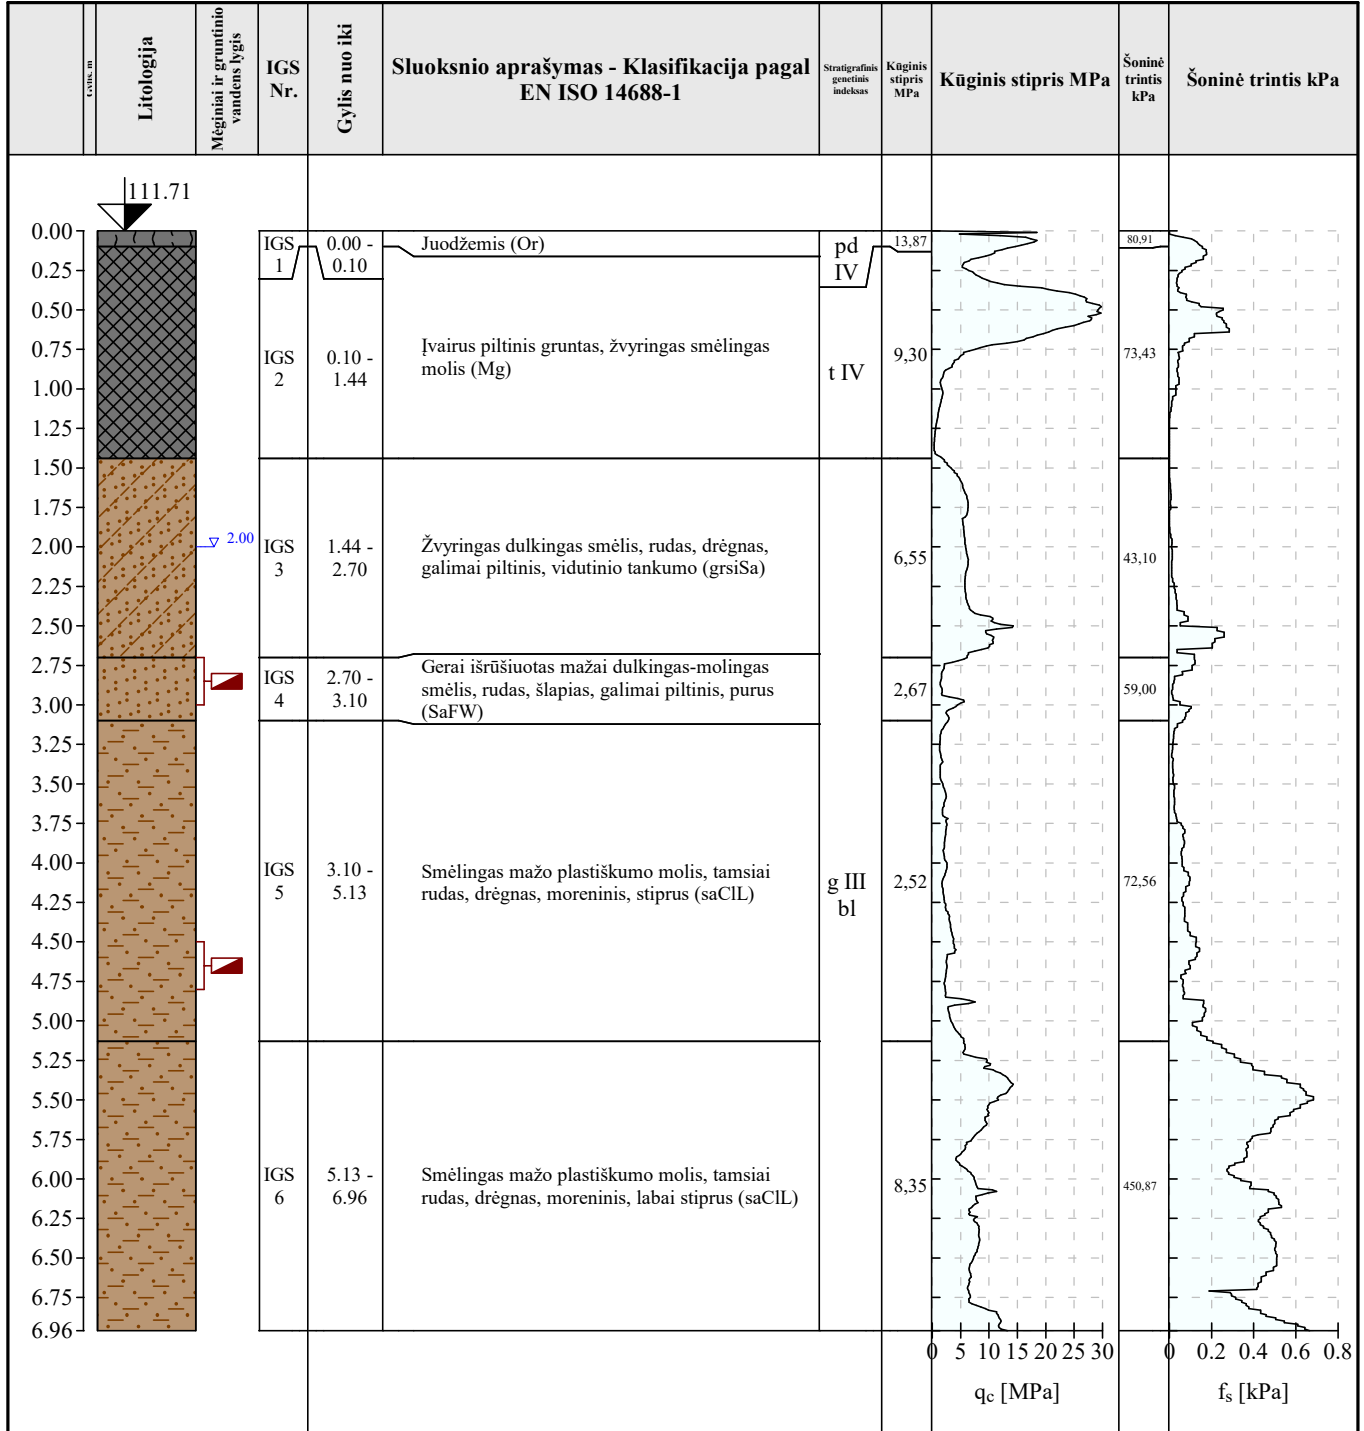 Gylis, m
Litologija
Mėginiai ir gruntinio
vandens lygis
IGS
Nr.
Gylis nuo iki
Sluoksnio aprašymas - Klasifikacija pagal
EN ISO 14688-1
Stratigrafinis
genetinis
indeksas
Kūginis
stipris
MPa
Kūginis stipris MPa
Šoninė
trintis
kPa
Šoninė trintis kPa
111.71
0.00
0.25
0.50
0.75
1.00
1.25
1.50
1.75
2.00
2.25
2.50
2.75
3.00
3.25
3.50
3.75
4.00
4.25
4.50
4.75
5.00
5.25
5.50
5.75
6.00
6.25
6.50
6.75
6.96
2.00
IGS
1
0.00 -
0.10
Juodžemis (Or)
pd
IV
13,87
80,91
IGS
2
0.10 -
1.44
Įvairus piltinis gruntas, žvyringas smėlingas
molis (Mg)
t IV
9,30
73,43
IGS
3
1.44 -
2.70
Žvyringas dulkingas smėlis, rudas, drėgnas,
galimai piltinis, vidutinio tankumo (grsiSa)
6,55
43,10
IGS
4
2.70 -
3.10
Gerai išrūšiuotas mažai dulkingas-molingas
smėlis, rudas, šlapias, galimai piltinis, purus
(SaFW)
2,67
59,00
IGS
5
3.10 -
5.13
Smėlingas mažo plastiškumo molis, tamsiai
rudas, drėgnas, moreninis, stiprus (saClL)
g III
bl
2,52
72,56
IGS
6
5.13 -
6.96
Smėlingas mažo plastiškumo molis, tamsiai
rudas, drėgnas, moreninis, labai stiprus (saClL)
8,35
450,87
0 5 10 15 20 25 30
qc [MPa]
0 0.2 0.4 0.6 0.8
fs [kPa]